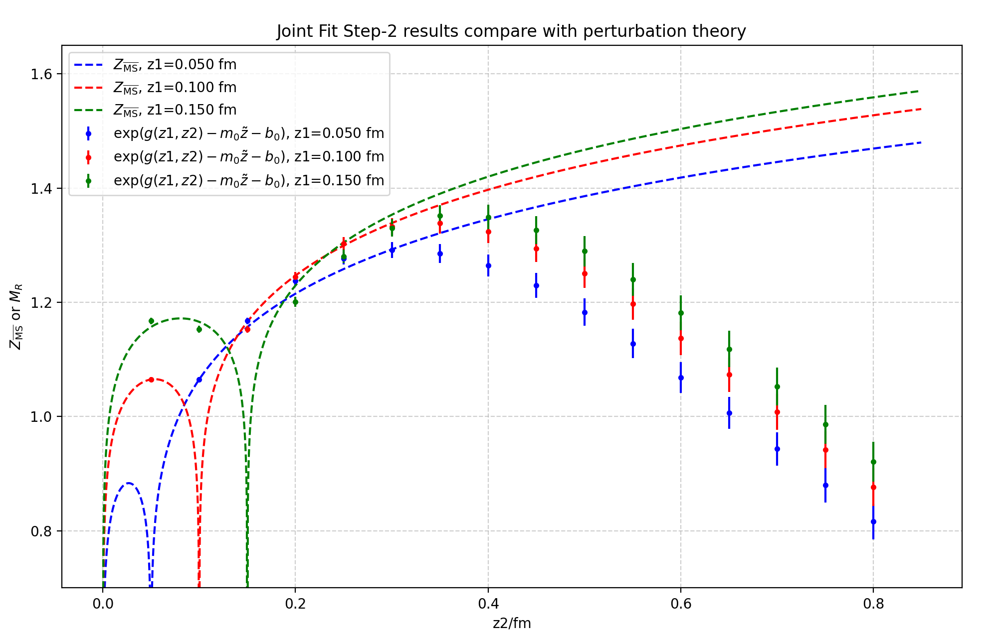 Joint Fit Step-2 results compare with perturbation theory
$Z_{\overline{\mathrm{MS}}}$, z1=0.050 fm
$Z_{\overline{\mathrm{MS}}}$, z1=0.100 fm
$Z_{\overline{\mathrm{MS}}}$, z1=0.150 fm
$\exp(g(z1, z2) - m_0\tilde{z} - b_0)$, z1=0.050 fm
$\exp(g(z1, z2) - m_0\tilde{z} - b_0)$, z1=0.100 fm
$\exp(g(z1, z2) - m_0\tilde{z} - b_0)$, z1=0.150 fm
$Z_{\overline{\mathrm{MS}}}$ or $M_R$
1.6
1.4
1.2
1.0
0.8
0.0 0.2 0.4 0.6 0.8
z2/fm